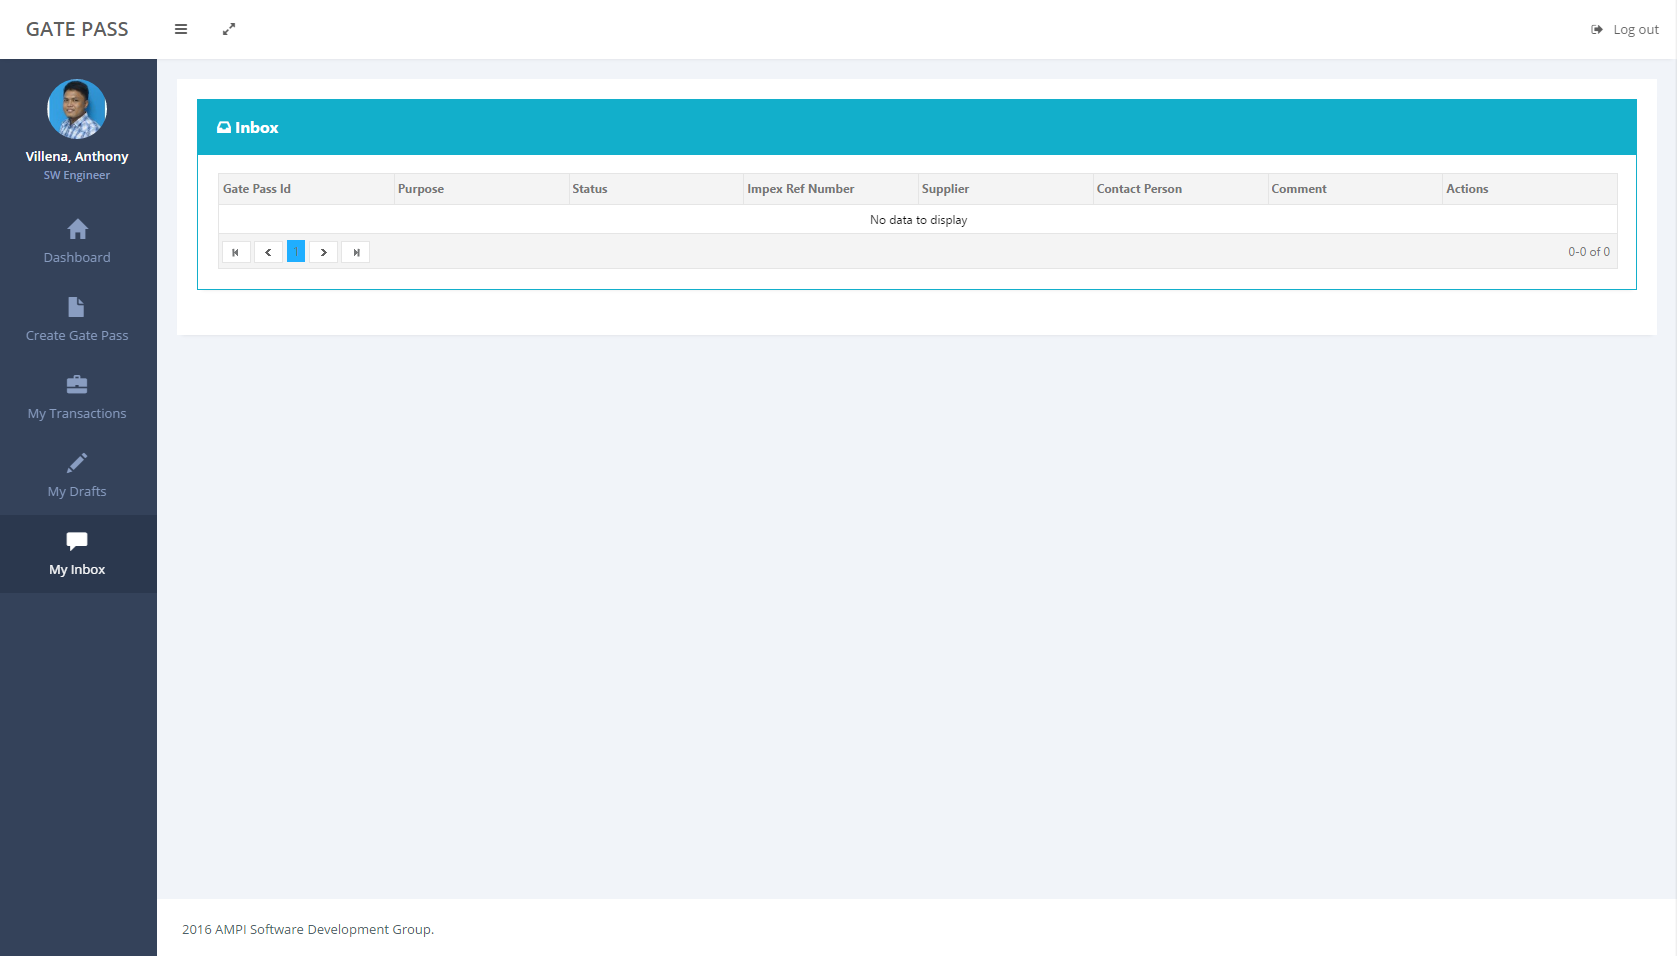 GATE PASS
Log out
Villena, Anthony
SW Engineer
Dashboard
Create Gate Pass
My Transactions
My Drafts
My Inbox
Inbox
Gate Pass Id Purpose Status Impex Ref Number Supplier Contact Person Comment Actions
No data to display
1 0-0 of 0
2016 AMPI Software Development Group.